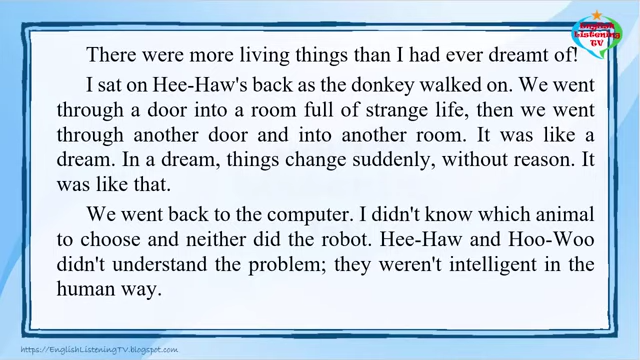 English
Listening
TV
There were more living things than I had ever dreamt of!
I sat on Hee-Haw's back as the donkey walked on. We went
through a door into a room full of strange life, then we went
through another door and into another room. It was like a
dream. In a dream, things change suddenly, without reason. It
was like that.
We went back to the computer. I didn't know which animal
to choose and neither did the robot. Hee-Haw and Hoo-Woo
didn't understand the problem; they weren't intelligent in the
human way.
https://EnglishListeningTV.blogspot.com